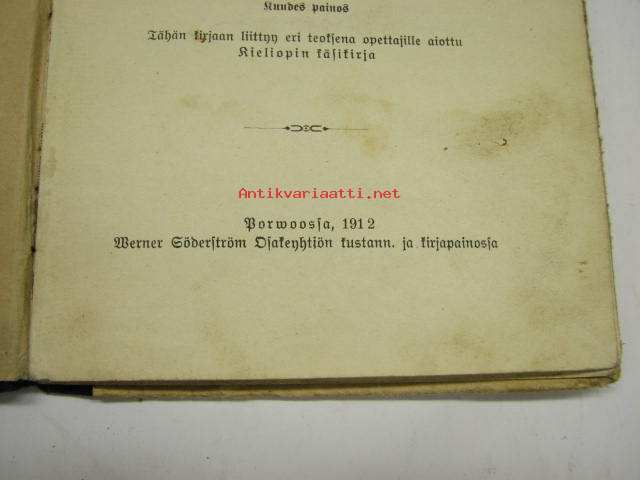 Kuudes painos
Tähän kirjaan liittyy eri teoksena opettajille aiottu
Kieliopin käsikirja
Antikvariaatti.net
Porwoossa, 1912
Werner Söderström Osakeyhtiön kustann. ja kirjapainossa